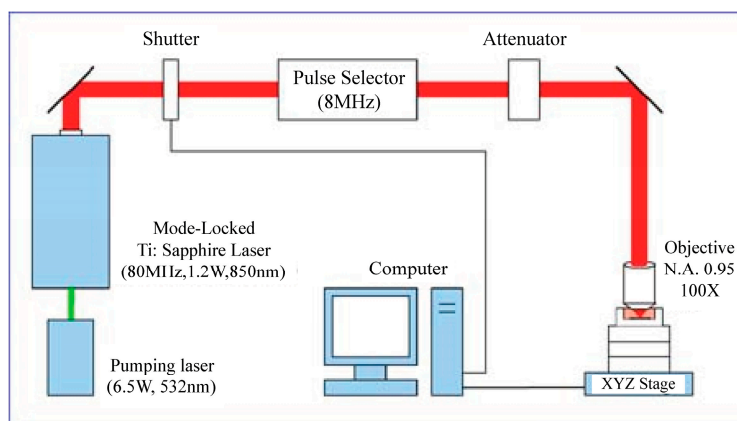 Shutter
Attenuator
Pulse Selector
(8MHz)
Mode-Locked
Ti: Sapphire Laser
(80MHz,1.2W,850nm)
Computer
Objective
N.A. 0.95
100X
Pumping laser
(6.5W, 532nm)
XYZ Stage